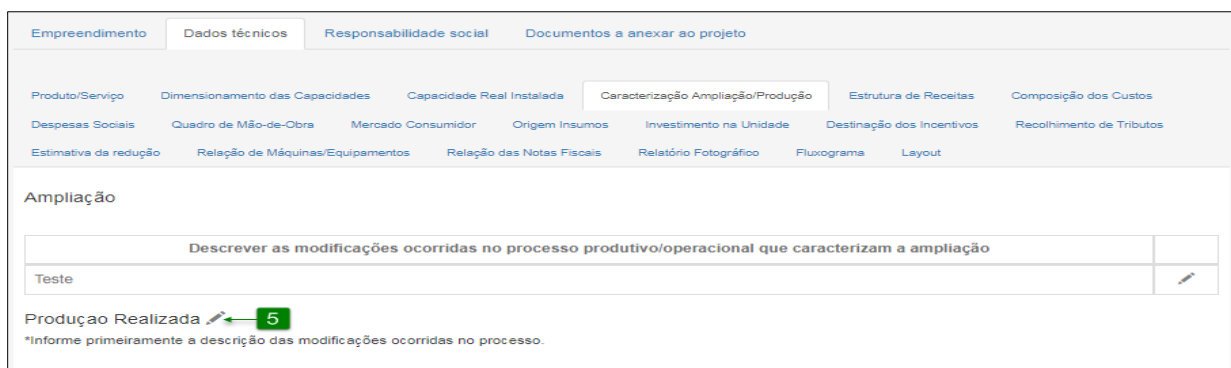 Empreendimento Dados técnicos Responsabilidade social Documentos a anexar ao projeto
Produto/Serviço Dimensionamento das Capacidades Capacidade Real Instalada Caracterização Ampliação/Produção Estrutura de Receitas Composição dos Custos
Despesas Sociais Quadro de Mão-de-Obra Mercado Consumidor Origem Insumos Investimento na Unidade Destinação dos Incentivos Recolhimento de Tributos
Estimativa da redução Relação de Máquinas/Equipamentos Relação das Notas Fiscais Relatório Fotográfico Fluxograma Layout
Ampliação
Descrever as modificações ocorridas no processo produtivo/operacional que caracterizam a ampliação
Teste
Produçao Realizada 5
*Informe primeiramente a descrição das modificações ocorridas no processo.